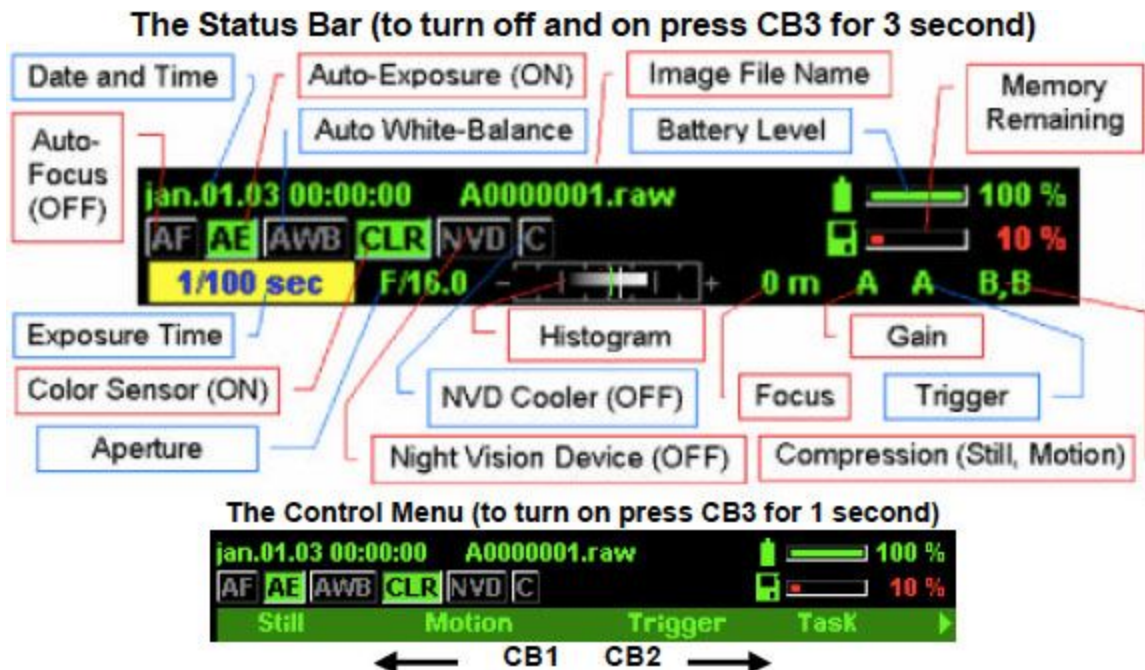 The Status Bar (to turn off and on press CB3 for 3 second)
Date and Time
Auto-Exposure (ON)
Image File Name
Memory
Remaining
Auto-
Focus
(OFF)
Auto White-Balance
Battery Level
jan.01.03 00:00:00 A0000001.raw 100 %
AF AE AWB CLR NVD C 10 %
1/100 sec F/16.0 - + 0 m A A B,B
Exposure Time
Histogram
Gain
Color Sensor (ON)
NVD Cooler (OFF)
Focus
Trigger
Aperture
Night Vision Device (OFF)
Compression (Still, Motion)
The Control Menu (to turn on press CB3 for 1 second)
jan.01.03 00:00:00 A0000001.raw 100 %
AF AE AWB CLR NVD C 10 %
Still Motion Trigger Task
CB1 CB2